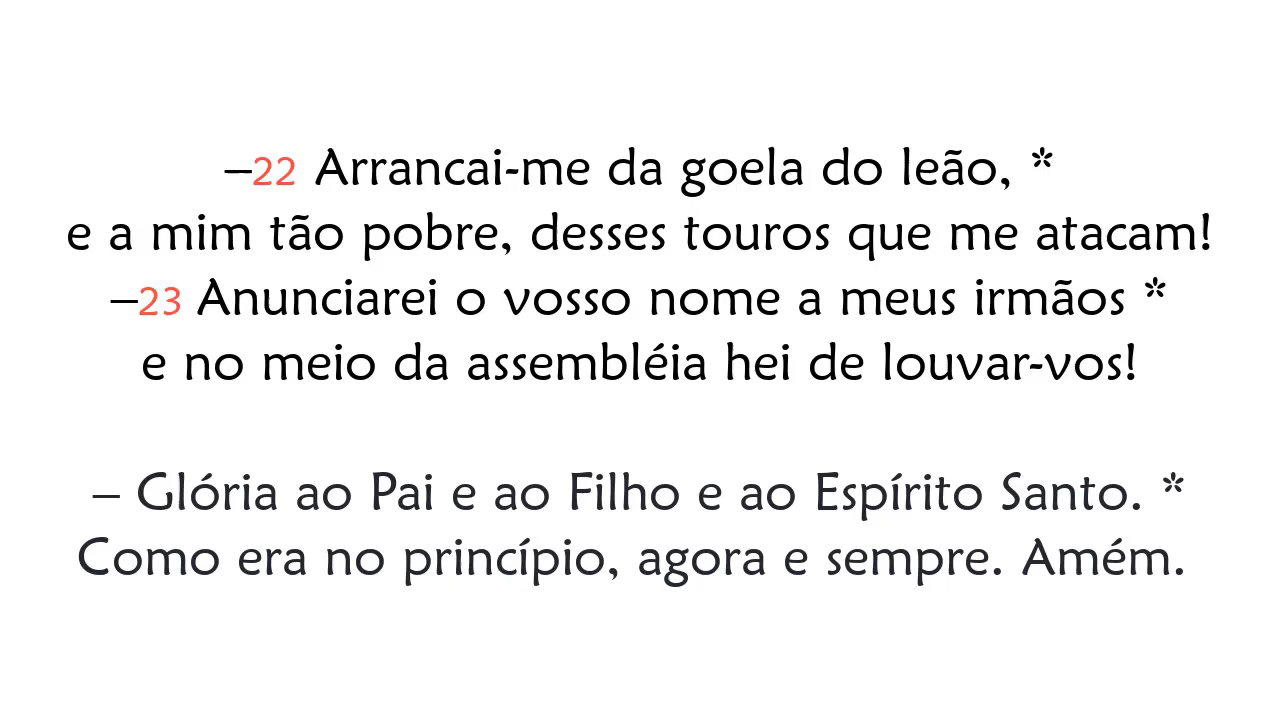 –22 Arrancai-me da goela do leão, *
e a mim tão pobre, desses touros que me atacam!
–23 Anunciarei o vosso nome a meus irmãos *
e no meio da assembléia hei de louvar-vos!
– Glória ao Pai e ao Filho e ao Espírito Santo. *
Como era no princípio, agora e sempre. Amém.